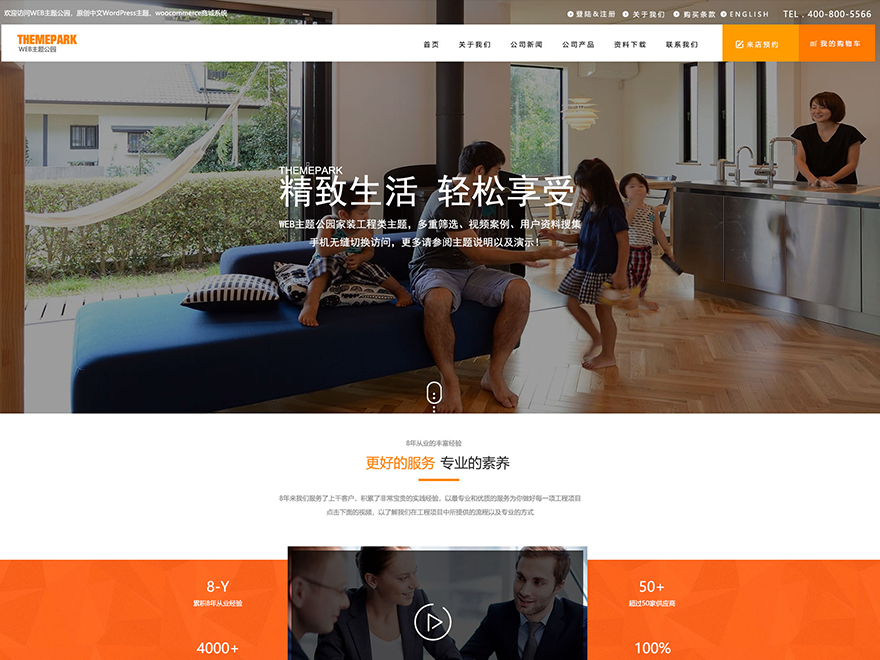 欢迎访问WEB主题公园，原创中文WordPress主题，woocommerce商城系统
登陆&注册 关于我们 购买条款 ENGLISH TEL . 400-800-5566
THEMEPARK
WEB主题公园
首页 关于我们 公司新闻 公司产品 资料下载 联系我们 来店预约 我的购物车
THEMEPARK
精致生活 轻松享受
WEB主题公园家装工程类主题，多重筛选、视频案例、用户资料搜集
手机无缝切换访问，更多请参阅主题说明以及演示！
8年从业的丰富经验
更好的服务 专业的素养
8年来我们服务了上千客户，积累了非常宝贵的实践经验，以最专业和优质的服务为你做好每一项工程项目
点击下面的视频，以了解我们在工程项目中所提供的流程以及专业的方式
8-Y
累积8年从业经验
50+
超过50家供应商
4000+
100%